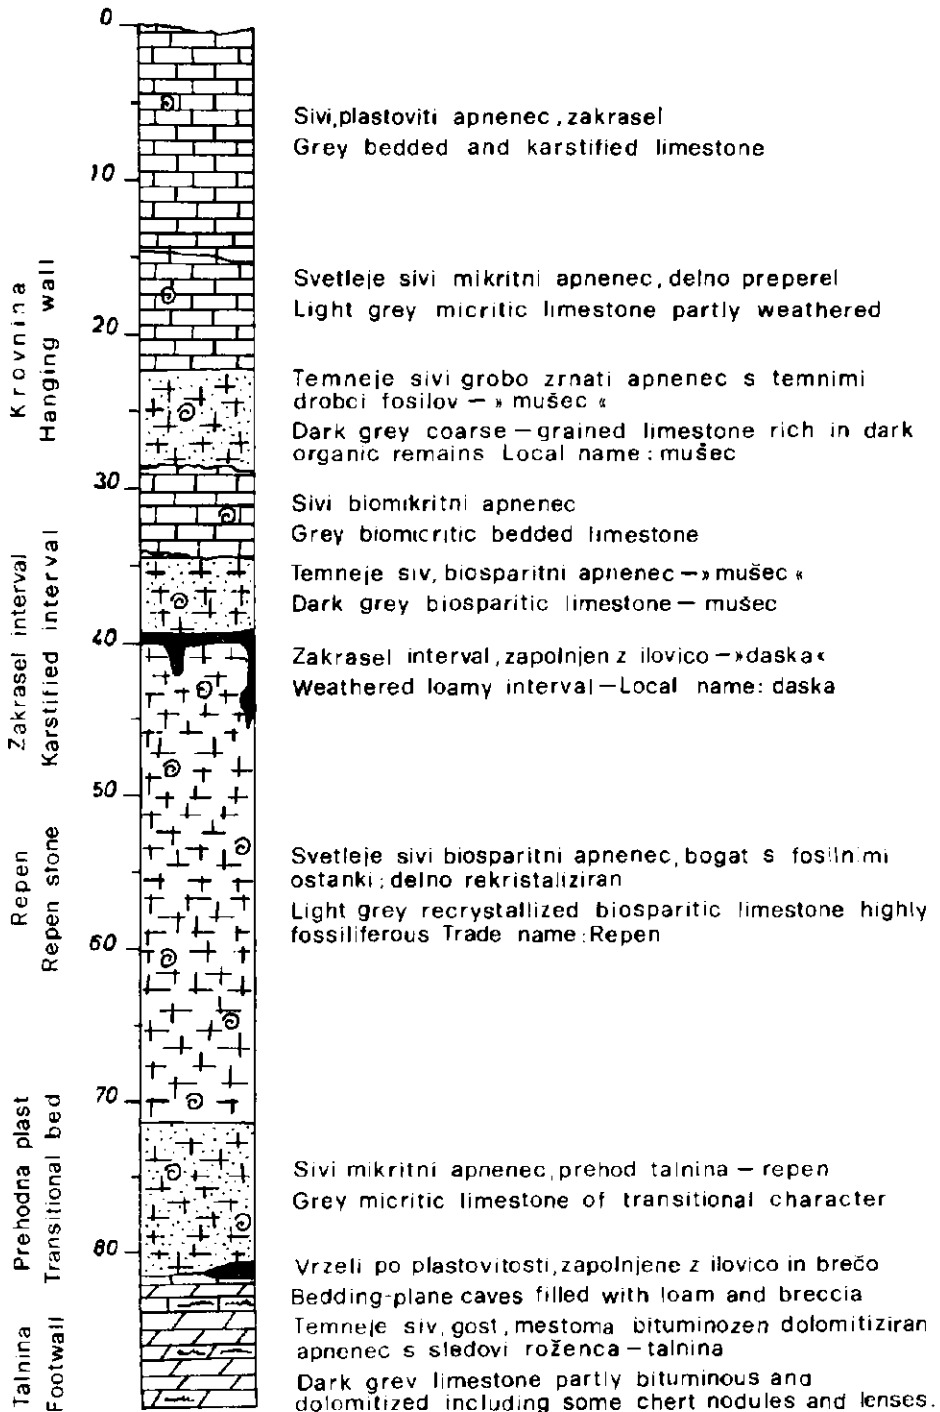 0
Sivi, plastoviti apnenec, zakrasel
Grey bedded and karstified limestone
10
Krovnina
Hanging wall
Svetleje sivi mikritni apnenec, delno preperel
Light grey micritic limestone partly weathered
20
Temneje sivi grobo zrnati apnenec s temnimi
drobci fosilov – » mušec «
Dark grey coarse – grained limestone rich in dark
organic remains Local name : mušec
30
Sivi biomikritni apnenec
Grey biomicritic bedded limestone
Zakrasel interval
Karstified interval
Temneje siv, biosparitni apnenec –» mušec «
Dark grey biosparitic limestone – mušec
40
Zakrasel interval, zapolnjen z ilovico –»daska«
Weathered loamy interval – Local name: daska
50
Repen
Repen stone
Svetleje sivi biosparitni apnenec, bogat s fosilnimi
ostanki ; delno rekristaliziran
Light grey recrystallized biosparitic limestone highly
fossiliferous Trade name : Repen
60
70
Prehodna plast
Transitional bed
Sivi mikritni apnenec, prehod talnina – repen
Grey micritic limestone of transitional character
80
Vrzeli po plastovitosti, zapolnjene z ilovico in brečo
Bedding-plane caves filled with loam and breccia
Talnina
Footwall
Temneje siv, gost, mestoma bituminozen dolomitiziran
apnenec s sledovi roženca – talnina
Dark grey limestone partly bituminous and
dolomitized including some chert nodules and lenses.